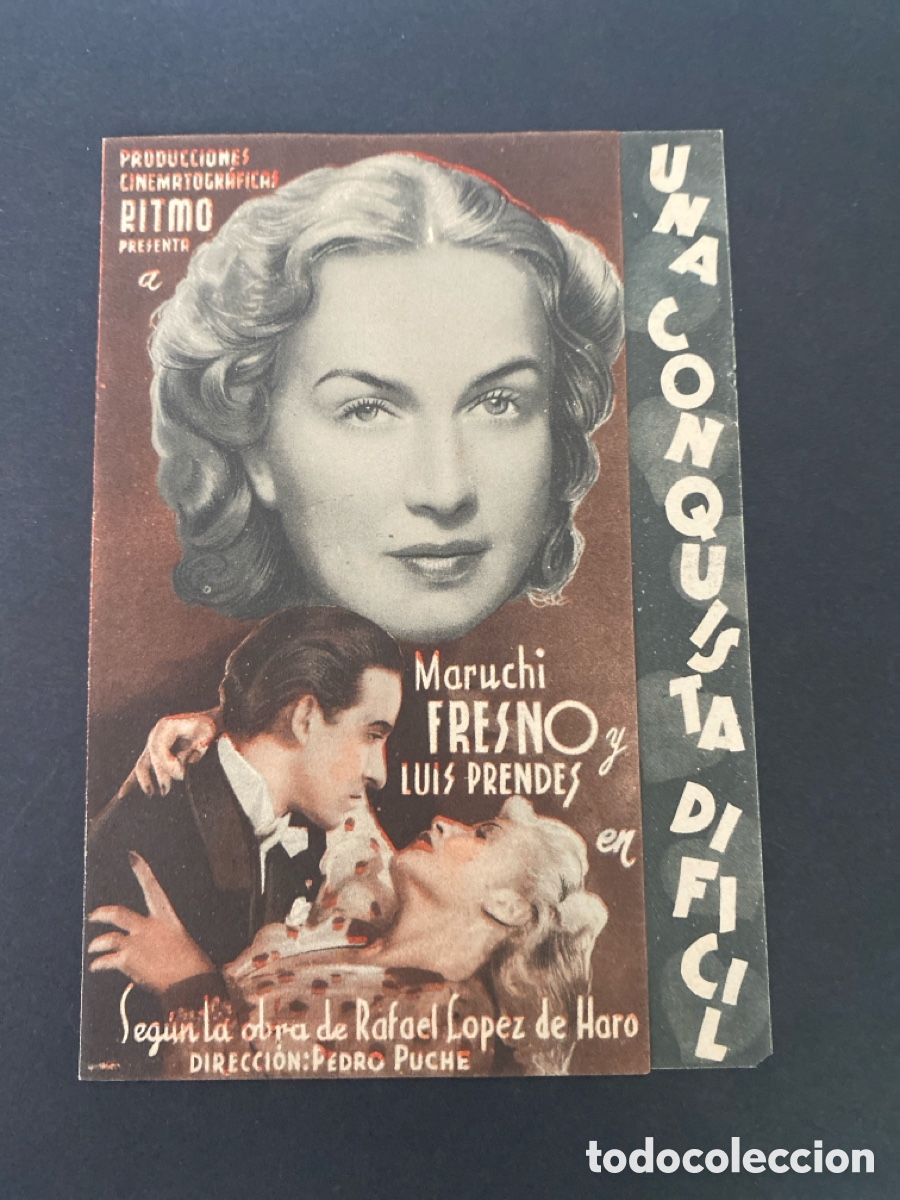 PRODUCCIONES
CINEMATOGRÁFICAS
RITMO
PRESENTA
a
Maruchi
FRESNO y
LUIS PRENDES
en
UNA CONQUISTA DIFICIL
Según la obra de Rafael Lopez de Haro
DIRECCIÓN: PEDRO PUCHE
todocoleccion